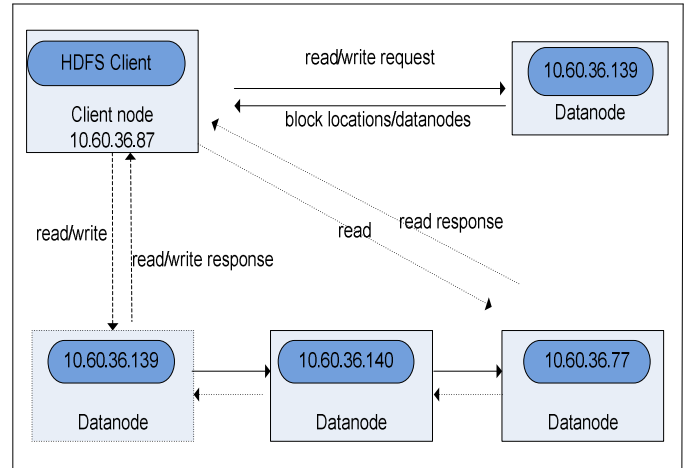 HDFS Client
Client node
10.60.36.87
read/write request
block locations/datanodes
10.60.36.139
Datanode
read/write
read/write response
read
read response
10.60.36.139
Datanode
10.60.36.140
Datanode
10.60.36.77
Datanode